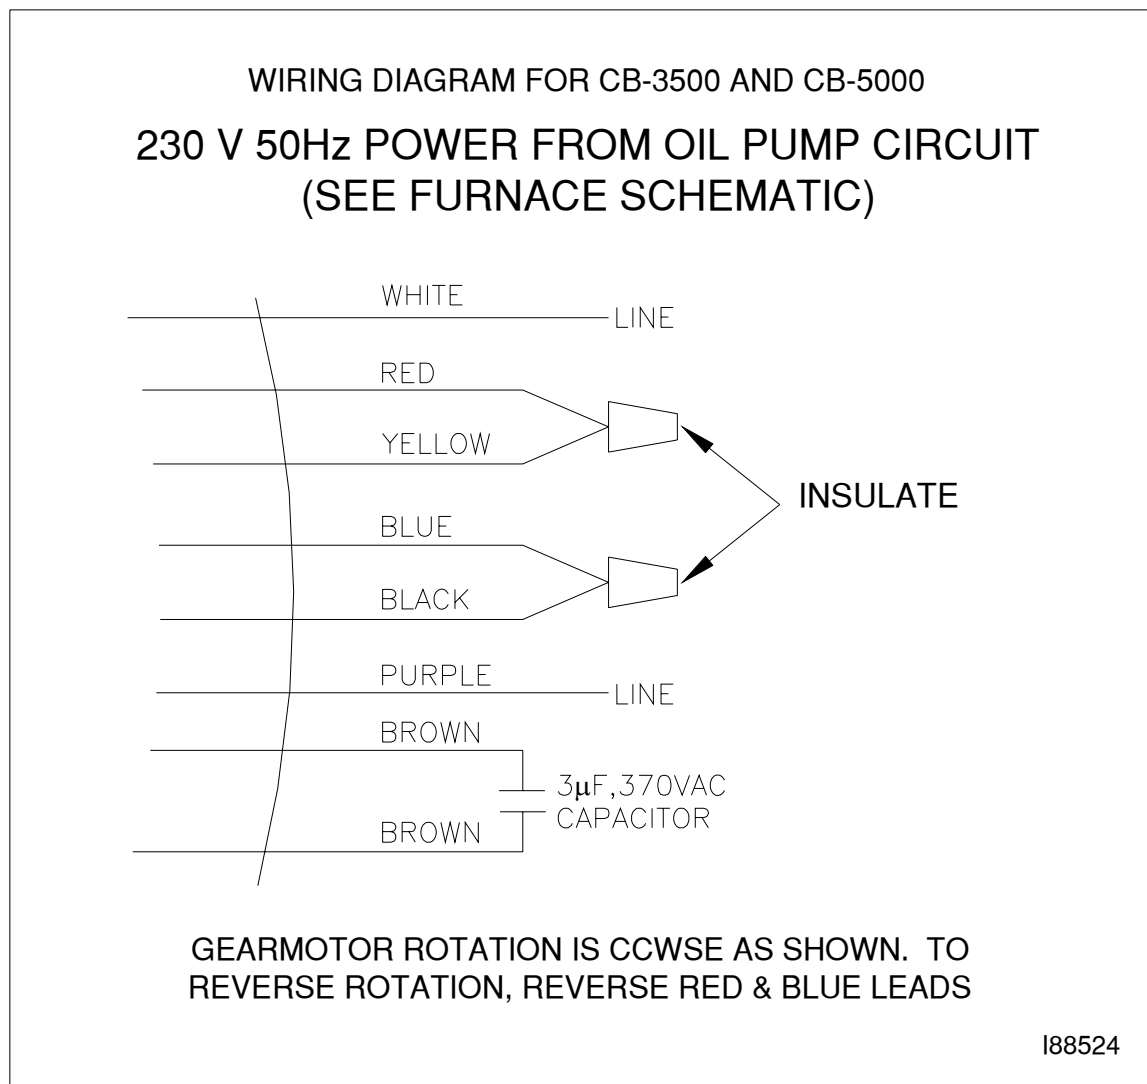 WIRING DIAGRAM FOR CB-3500 AND CB-5000
230 V 50Hz POWER FROM OIL PUMP CIRCUIT
(SEE FURNACE SCHEMATIC)
WHITE
LINE
RED
YELLOW
INSULATE
BLUE
BLACK
PURPLE
LINE
BROWN
3µF,370VAC
CAPACITOR
BROWN
GEARMOTOR ROTATION IS CCWSE AS SHOWN. TO
REVERSE ROTATION, REVERSE RED & BLUE LEADS
I88524